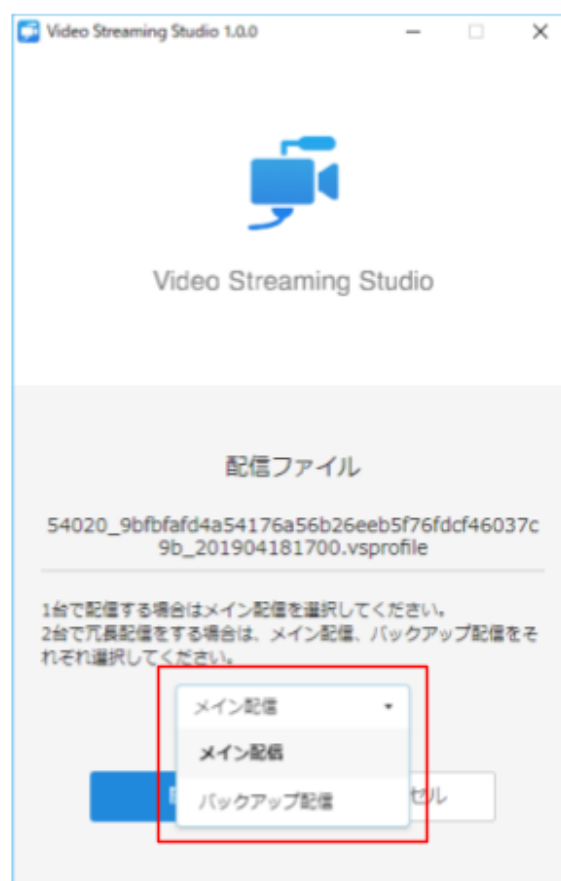 Video Streaming Studio 1.0.0
Video Streaming Studio
配信ファイル
54020_9bfbfafd4a54176a56b26eeb5f76fdcf46037c
9b_201904181700.vsprofile
1台で配信する場合はメイン配信を選択してください。
2台で冗長配信をする場合は、メイン配信、バックアップ配信をそ
れぞれ選択してください。
メイン配信
メイン配信
バックアップ配信
セル